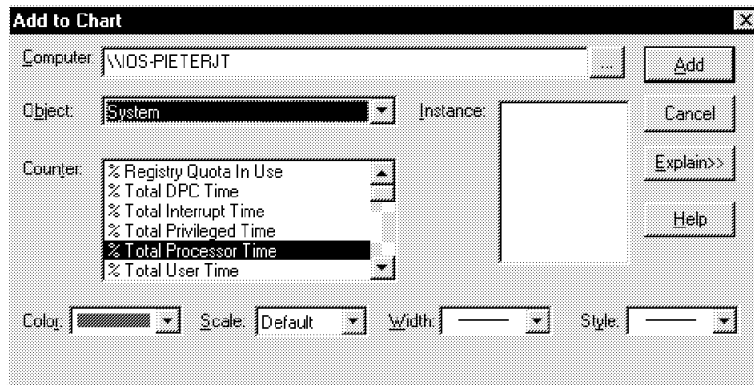 Add to Chart
Computer \\IOS-PIETERJT ... Add
Object: System Instance: Cancel
Counter: % Registry Quota In Use Explain>>
% Total DPC Time
% Total Interrupt Time
% Total Privileged Time Help
% Total Processor Time
% Total User Time
Color: Scale: Default Width: Style: